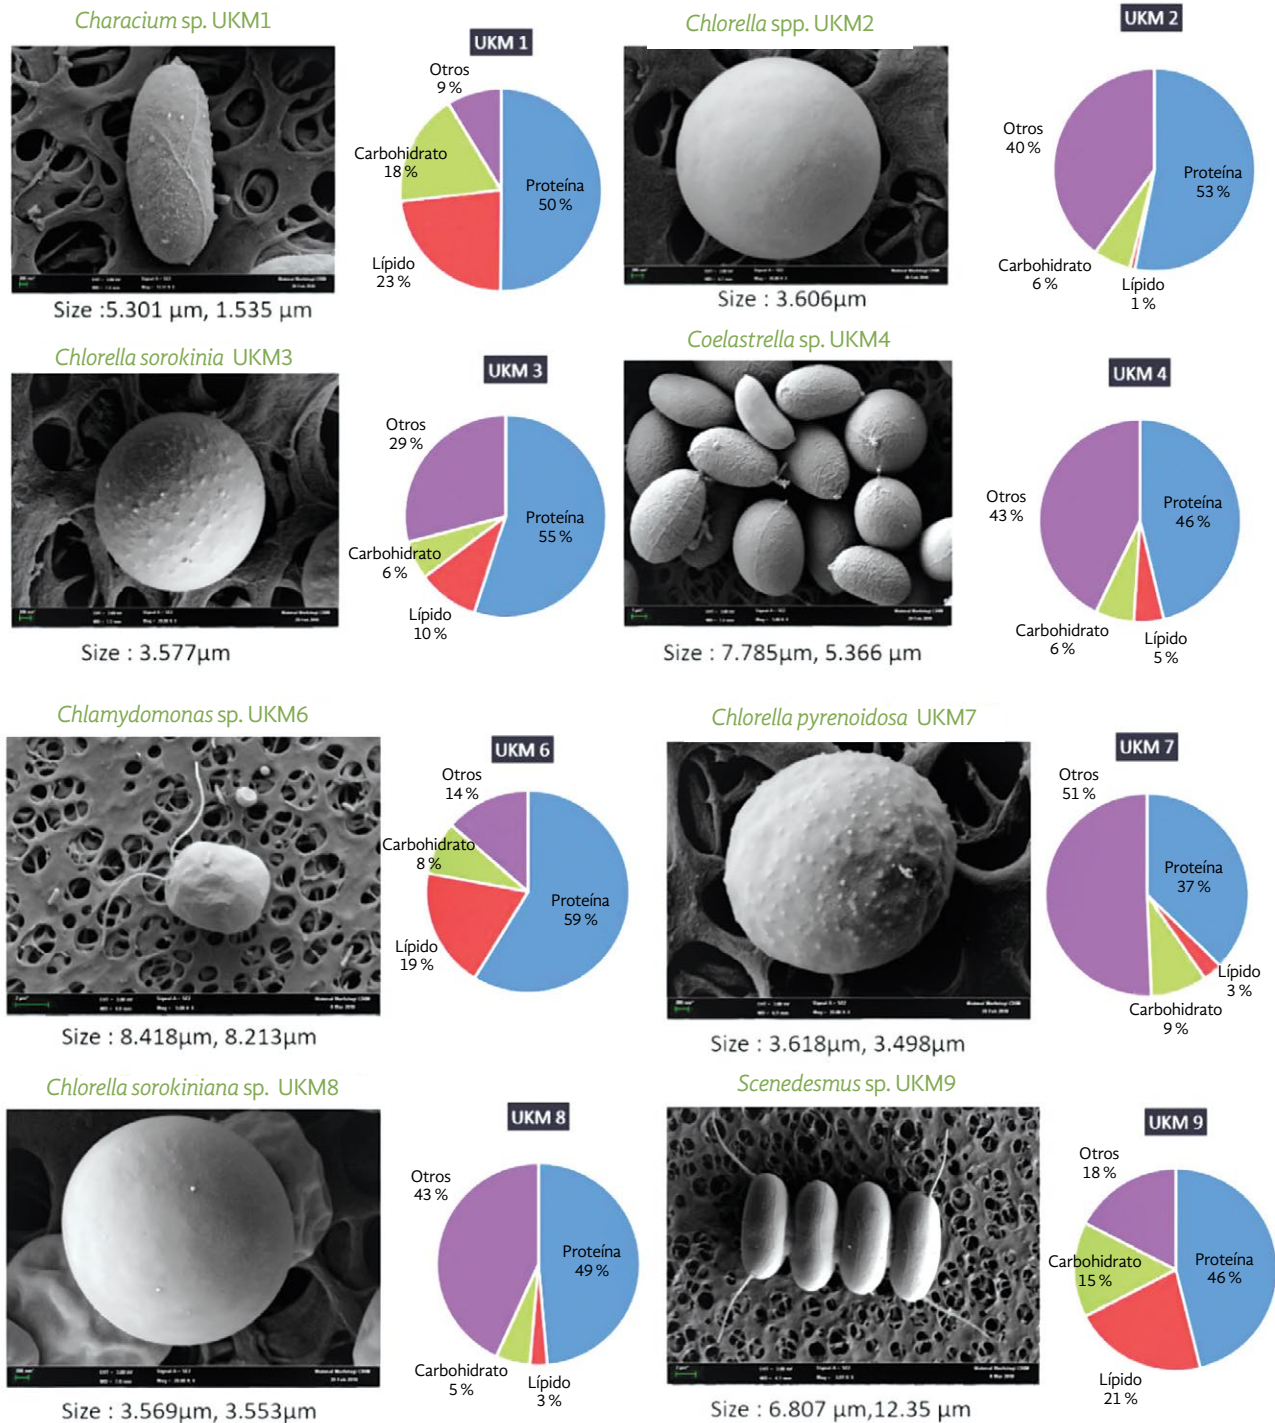 Characium sp. UKM1
UKM 1
Otros
9 %
Carbohidrato
18 %
Proteína
50 %
Lípido
23 %
Size :5.301 µm, 1.535 µm
Chlorella spp. UKM2
UKM 2
Otros
40 %
Proteína
53 %
Carbohidrato
6 %
Lípido
1 %
Size : 3.606µm
Chlorella sorokinia UKM3
UKM 3
Otros
29 %
Proteína
55 %
Carbohidrato
6 %
Lípido
10 %
Size : 3.577µm
Coelastrella sp. UKM4
UKM 4
Otros
43 %
Proteína
46 %
Carbohidrato
6 %
Lípido
5 %
Size : 7.785µm, 5.366 µm
Chlamydomonas sp. UKM6
UKM 6
Otros
14 %
Carbohidrato
8 %
Proteína
59 %
Lípido
19 %
Size : 8.418µm, 8.213µm
Chlorella pyrenoidosa UKM7
UKM 7
Otros
51 %
Proteína
37 %
Lípido
3 %
Carbohidrato
9 %
Size : 3.618µm, 3.498µm
Chlorella sorokiniana sp. UKM8
UKM 8
Otros
43 %
Proteína
49 %
Carbohidrato
5 %
Lípido
3 %
Size : 3.569µm, 3.553µm
Scenedesmus sp. UKM9
UKM 9
Otros
18 %
Carbohidrato
15 %
Proteína
46 %
Lípido
21 %
Size : 6.807 µm,12.35 µm